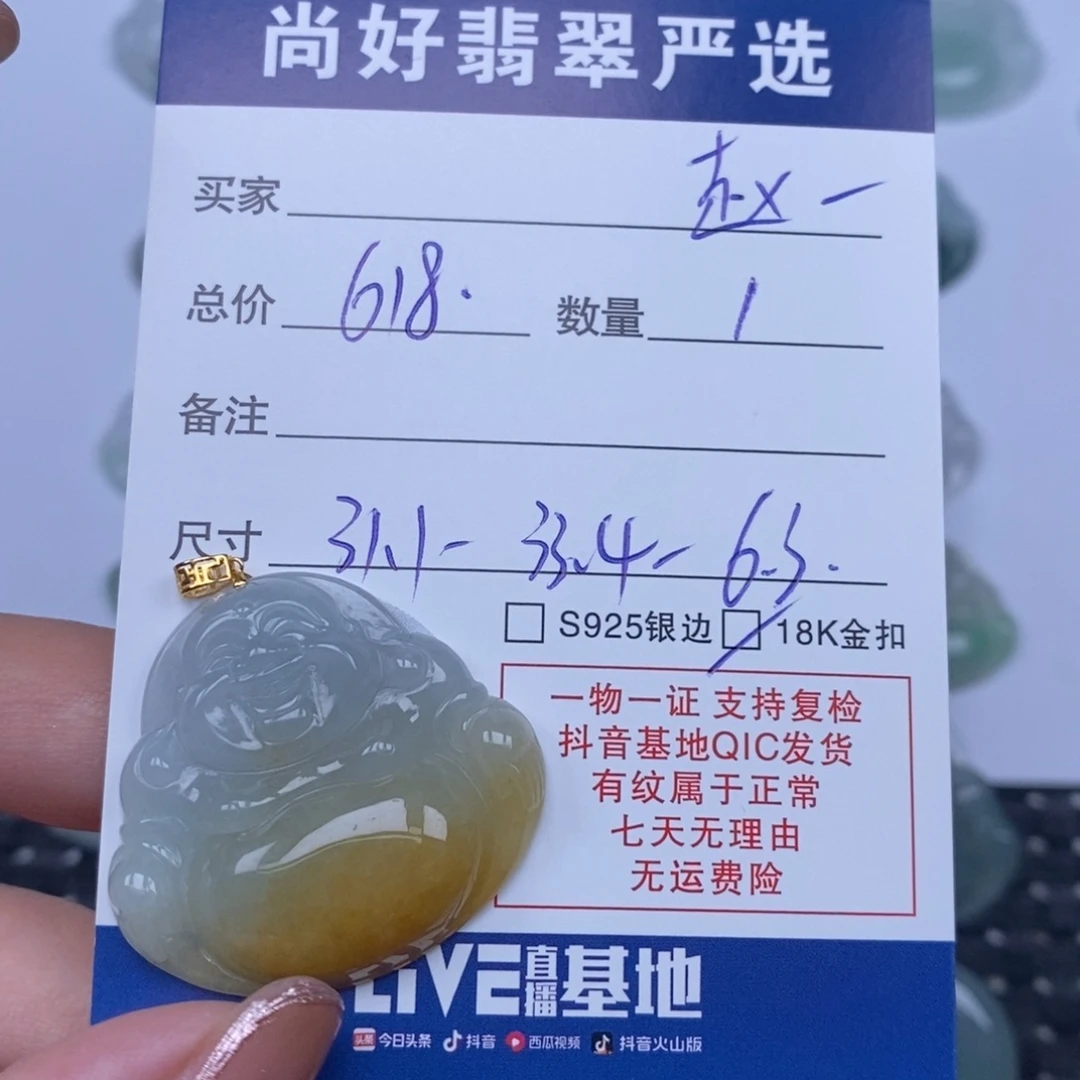 尚好翡翠严选
买家 赵一
总价 618. 数量 1
备注
尺寸 31.1-33.4-6.3.
S925银边 18K金扣
一物一证 支持复检
抖音基地QIC发货
有纹属于正常
七天无理由
无运费险
LIVE直播基地
头条 今日头条 抖音 西瓜视频 抖音火山版